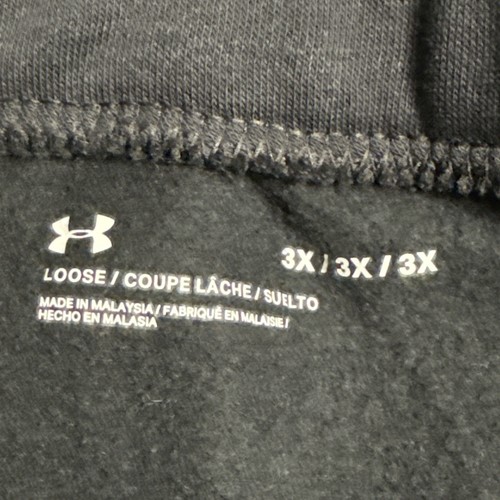 3X / 3X / 3X
LOOSE / COUPE LÂCHE / SUELTO
MADE IN MALAYSIA / FABRIQUÉ EN MALAISIE /
HECHO EN MALASIA